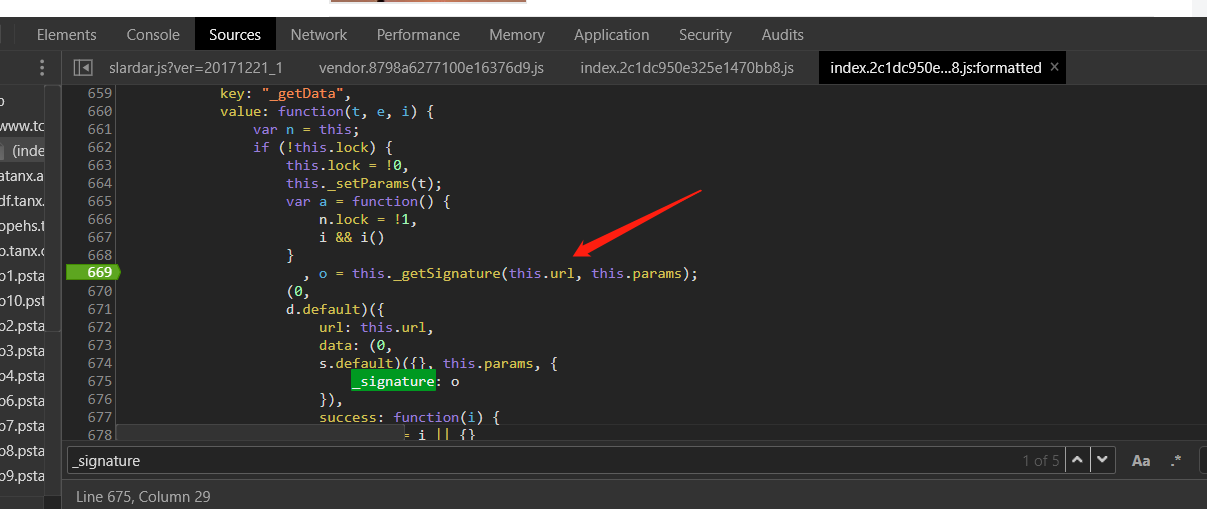 Elements Console Sources Network Performance Memory Application Security Audits
slardar.js?ver=20171221_1 vendor.8798a6277100e16376d9.js index.2c1dc950e325e1470bb8.js index.2c1dc950e...8.js:formatted ×
659 key: "_getData",
660 value: function(t, e, i) {
661 var n = this;
662 if (!this.lock) {
663 this.lock = !0,
664 this._setParams(t);
665 var a = function() {
666 n.lock = !1,
667 i && i()
668 }
669 , o = this._getSignature(this.url, this.params);
670 (0,
671 d.default)({
672 url: this.url,
673 data: (0,
674 s.default)({}, this.params, {
675 _signature: o
676 }),
677 success: function(i) {
678 = i || {}
www.tc
(inde
atanx.a
df.tanx.
opehs.t
o.tanx.c
o1.psta
o10.pst
o2.psta
o3.psta
o4.psta
o6.psta
o7.psta
o8.psta
o9.psta
_signature 1 of 5 Aa .*
Line 675, Column 29